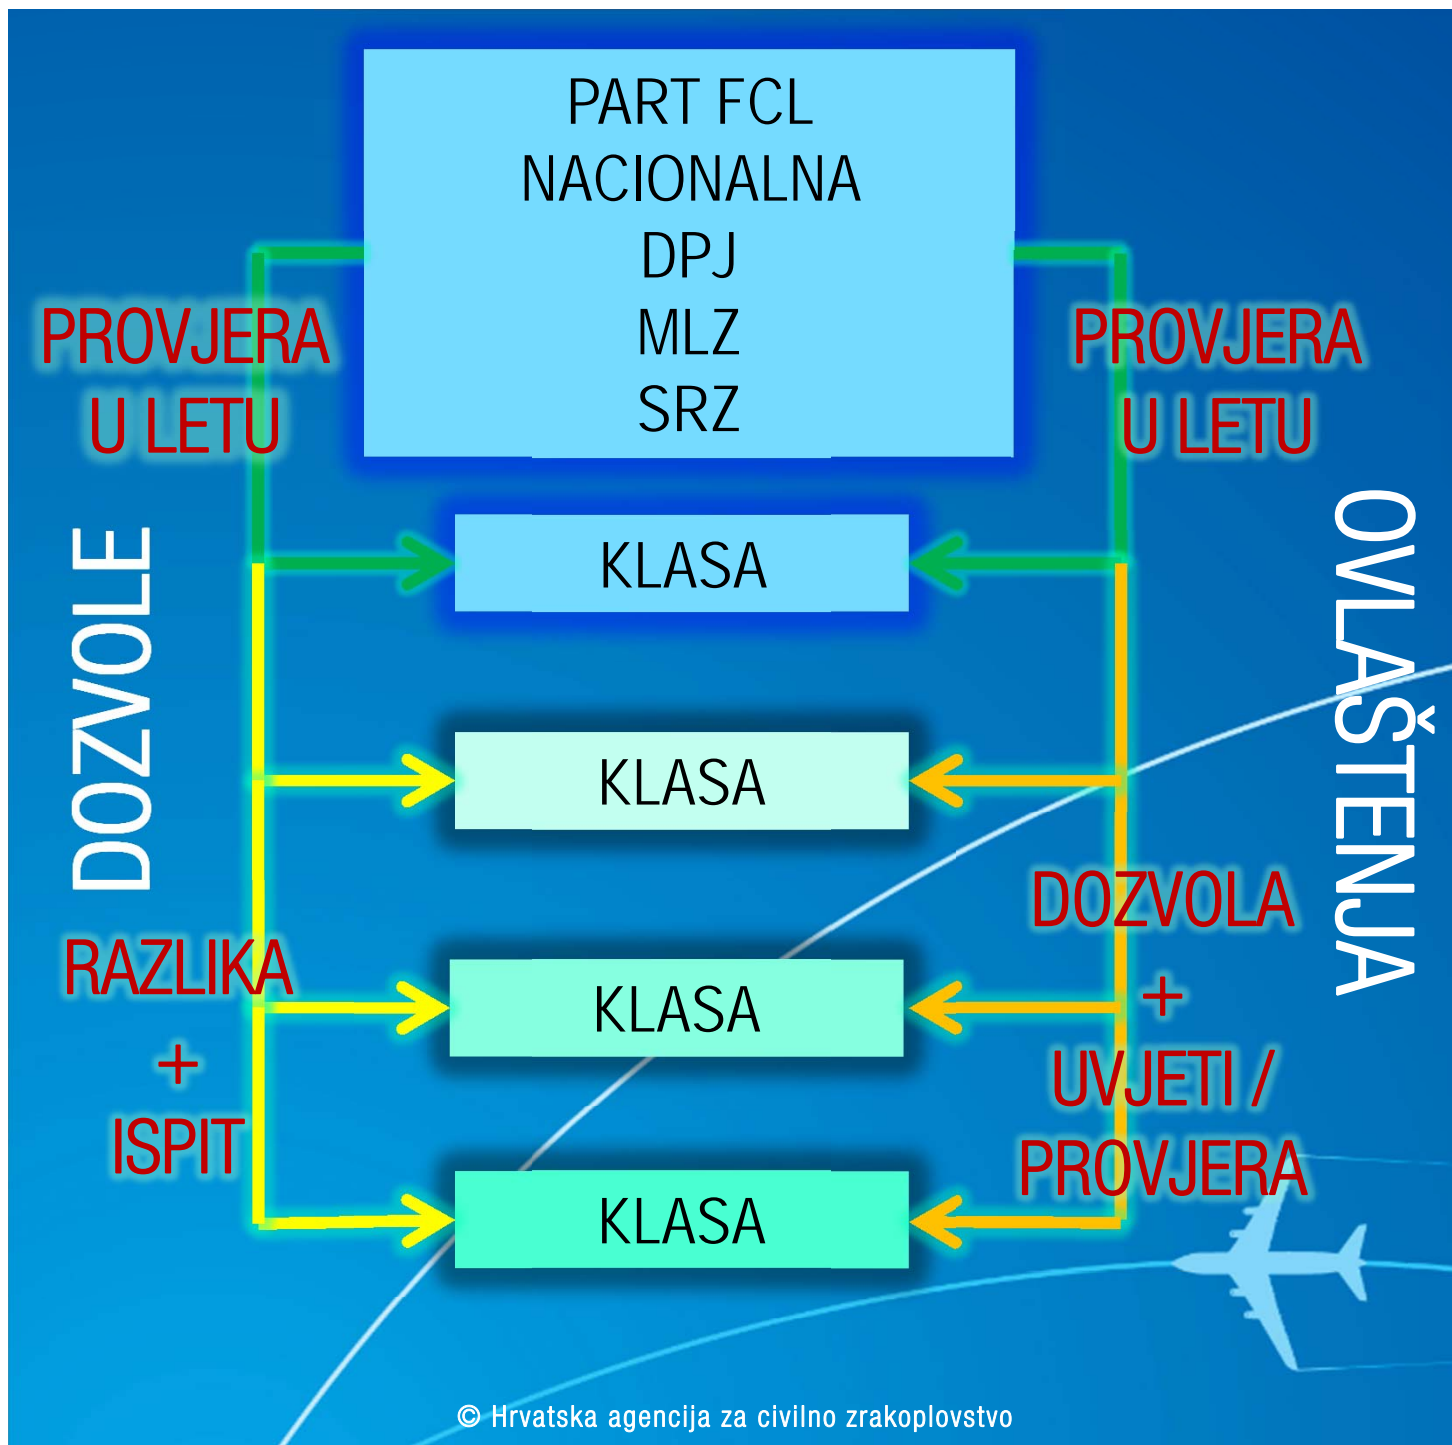 PART FCL
NACIONALNA
DPJ
MLZ
SRZ
PROVJERA
U LETU
PROVJERA
U LETU
DOZVOLE
OVLAŠTENJA
KLASA
KLASA
KLASA
KLASA
RAZLIKA
+
ISPIT
DOZVOLA
+
UVJETI /
PROVJERA
© Hrvatska agencija za civilno zrakoplovstvo